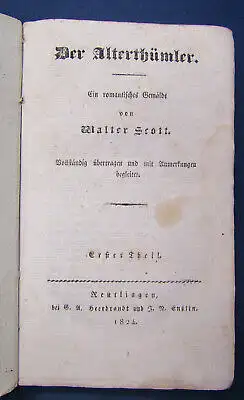 Der Alterthümler.
Ein romantisches Gemälde
von
Walter Scott.
Vollständig übertragen und mit Anmerkungen
begleitet.
Erster Theil.
Reutlingen,
bei G. A. Heerbrandt und J. N. Enßlin.
1824.